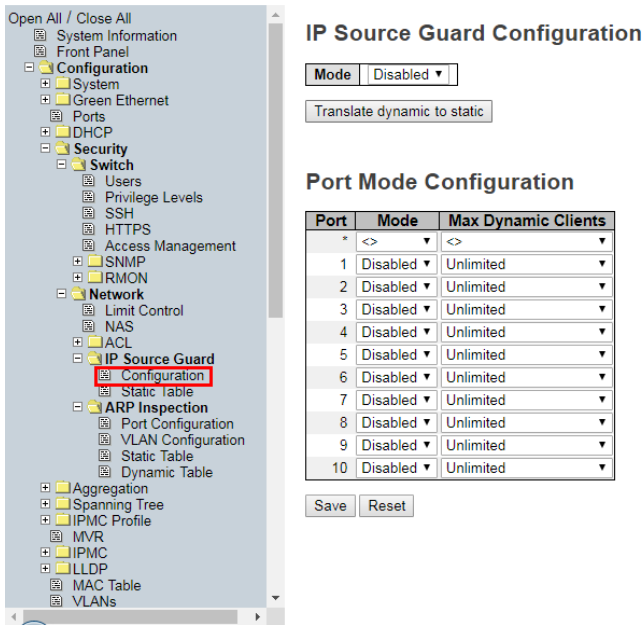 Open All / Close All
System Information
Front Panel
Configuration
System
Green Ethernet
Ports
DHCP
Security
Switch
Users
Privilege Levels
SSH
HTTPS
Access Management
SNMP
RMON
Network
Limit Control
NAS
ACL
IP Source Guard
Configuration
Static Table
ARP Inspection
Port Configuration
VLAN Configuration
Static Table
Dynamic Table
Aggregation
Spanning Tree
IPMC Profile
MVR
IPMC
LLDP
MAC Table
VLANs
IP Source Guard Configuration
Mode Disabled
Translate dynamic to static
Port Mode Configuration
Port Mode Max Dynamic Clients
* <> <>
1 Disabled Unlimited
2 Disabled Unlimited
3 Disabled Unlimited
4 Disabled Unlimited
5 Disabled Unlimited
6 Disabled Unlimited
7 Disabled Unlimited
8 Disabled Unlimited
9 Disabled Unlimited
10 Disabled Unlimited
Save Reset